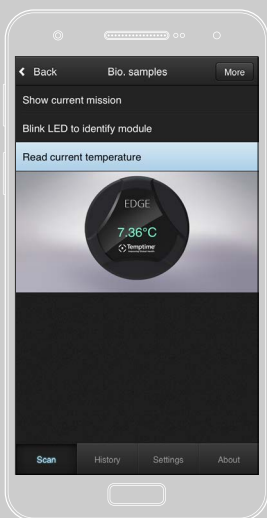 Back
Bio. samples
More
Show current mission
Blink LED to identify module
Read current temperature
EDGE
7.36°C
Temptime
Scan
History
Settings
About